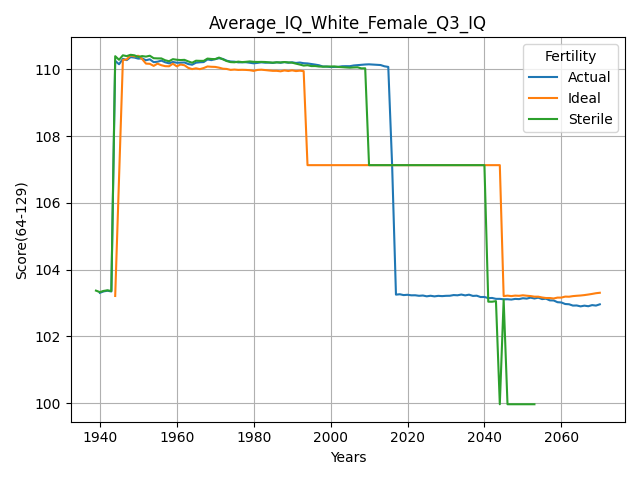 Average_IQ_White_Female_Q3_IQ
Score(64-129)
110
108
106
104
102
100
Fertility
Actual
Ideal
Sterile
1940 1960 1980 2000 2020 2040 2060
Years